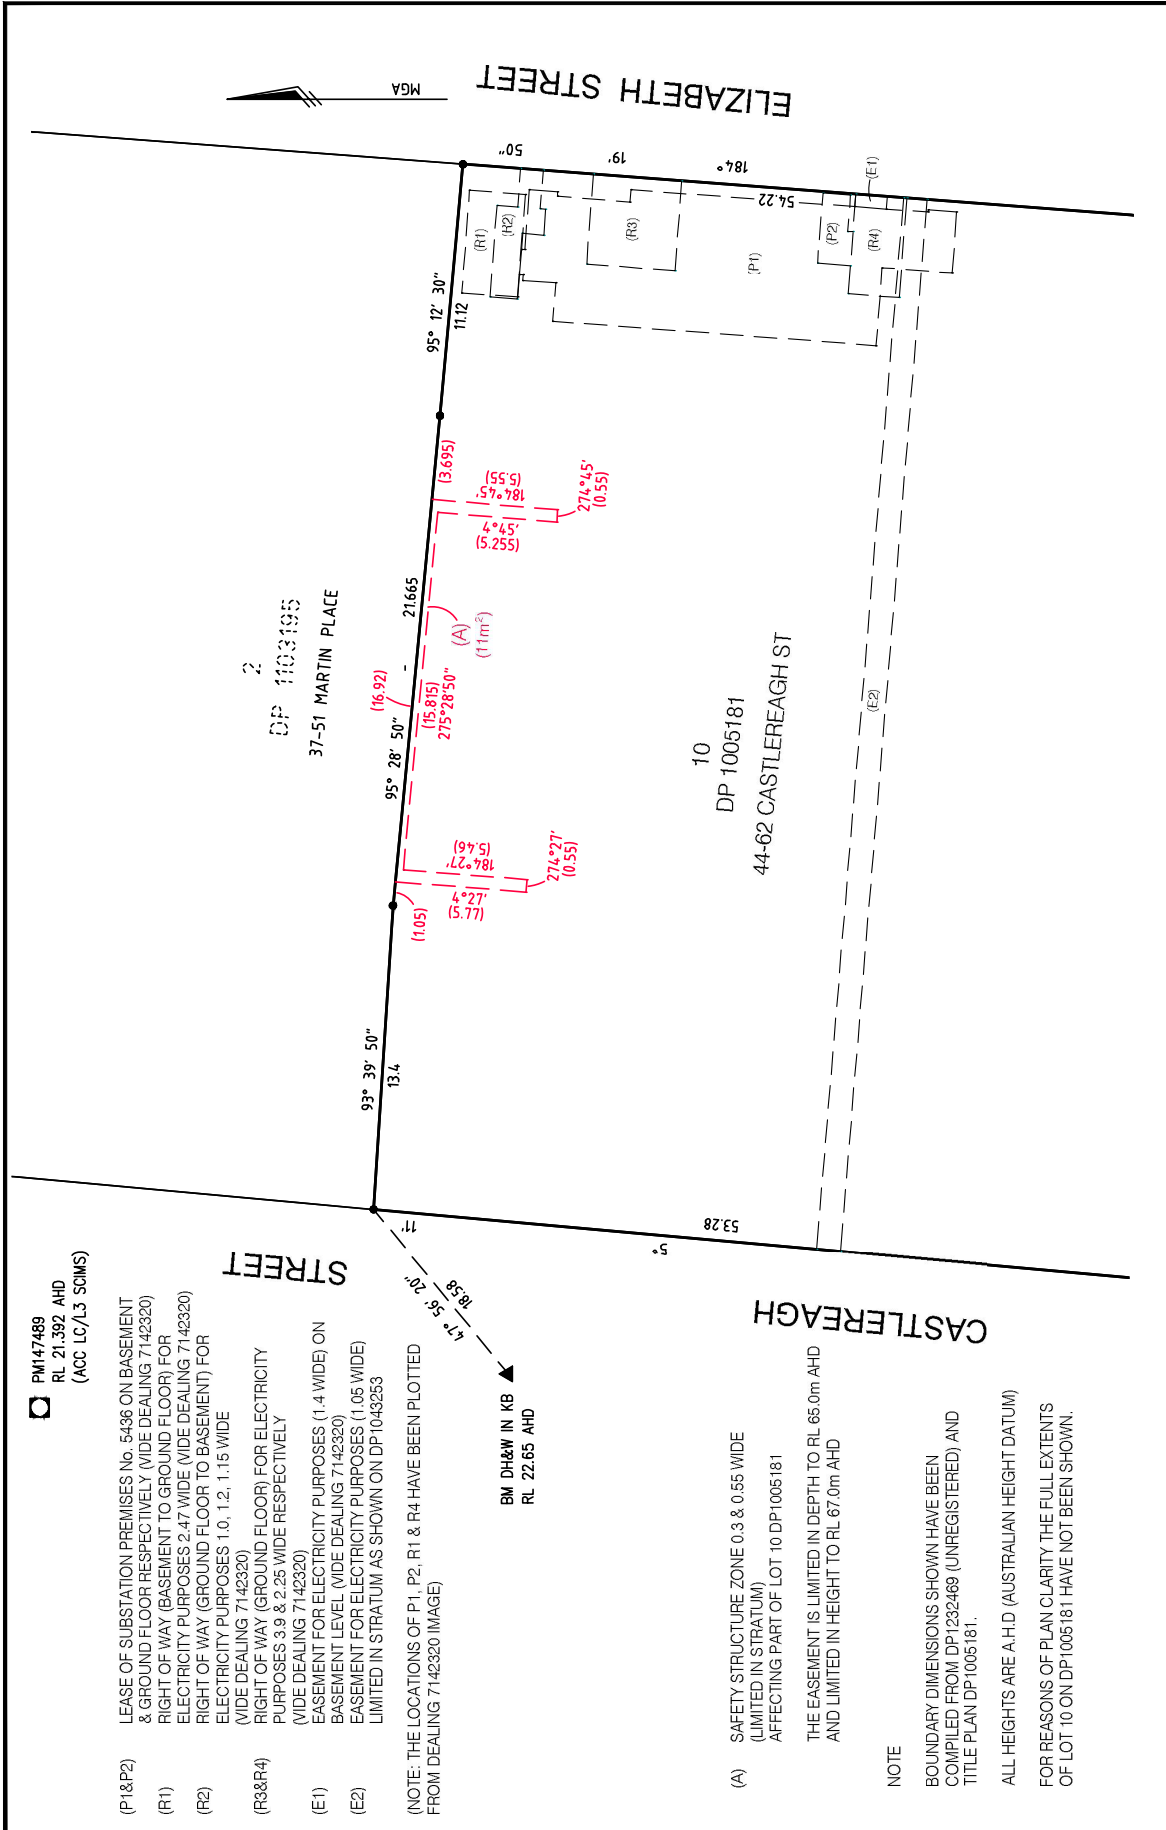 PM147489
RL 21.392 AHD
(ACC LC/L3 SCIMS)
(P1&P2) LEASE OF SUBSTATION PREMISES No. 5436 ON BASEMENT
& GROUND FLOOR RESPECTIVELY (VIDE DEALING 7142320)
(R1) RIGHT OF WAY (BASEMENT TO GROUND FLOOR) FOR
ELECTRICITY PURPOSES 2.47 WIDE (VIDE DEALING 7142320)
(R2) RIGHT OF WAY (GROUND FLOOR TO BASEMENT) FOR
ELECTRICITY PURPOSES 1.0, 1.2, 1.15 WIDE
(VIDE DEALING 7142320)
(R3&R4) RIGHT OF WAY (GROUND FLOOR) FOR ELECTRICITY
PURPOSES 3.9 & 2.25 WIDE RESPECTIVELY
(VIDE DEALING 7142320)
(E1) EASEMENT FOR ELECTRICITY PURPOSES (1.4 WIDE) ON
BASEMENT LEVEL (VIDE DEALING 7142320)
(E2) EASEMENT FOR ELECTRICITY PURPOSES (1.05 WIDE)
LIMITED IN STRATUM AS SHOWN ON DP1043253
(NOTE: THE LOCATIONS OF P1, P2, R1 & R4 HAVE BEEN PLOTTED
FROM DEALING 7142320 IMAGE)
BM DH&W IN KB
RL 22.65 AHD
47° 56' 20"
18.58
(A) SAFETY STRUCTURE ZONE 0.3 & 0.55 WIDE
(LIMITED IN STRATUM)
AFFECTING PART OF LOT 10 DP1005181
THE EASEMENT IS LIMITED IN DEPTH TO RL 65.0m AHD
AND LIMITED IN HEIGHT TO RL 67.0m AHD
NOTE
BOUNDARY DIMENSIONS SHOWN HAVE BEEN
COMPILED FROM DP1232469 (UNREGISTERED) AND
TITLE PLAN DP1005181.
ALL HEIGHTS ARE A.H.D (AUSTRALIAN HEIGHT DATUM)
FOR REASONS OF PLAN CLARITY THE FULL EXTENTS
OF LOT 10 ON DP1005181 HAVE NOT BEEN SHOWN.
CASTLEREAGH
STREET
5°
11'
53.28
93° 39' 50"
13.4
2
DP 1103195
37-51 MARTIN PLACE
95° 28' 50"
21.665
(16.92)
(15.815)
275°28'50"
(A)
(11m²)
(1.05)
4°27'
(5.77)
184°27'
(5.46)
274°27'
(0.55)
(3.695)
4°45'
(5.255)
184°45'
(5.55)
274°45'
(0.55)
95° 12' 30"
11.12
10
DP 1005181
44-62 CASTLEREAGH ST
(E2)
(R1)
(R2)
(R3)
(P1)
(P2)
(R4)
(E1)
184°
19'
50"
54.22
MGA
ELIZABETH STREET